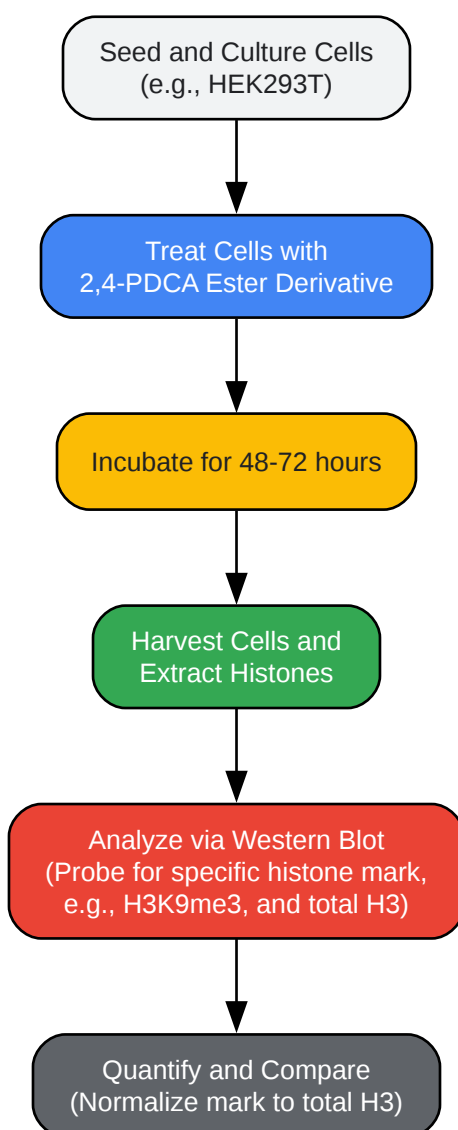 Seed and Culture Cells
(e.g., HEK293T)
Treat Cells with
2,4-PDCA Ester Derivative
Incubate for 48-72 hours
Harvest Cells and
Extract Histones
Analyze via Western Blot
(Probe for specific histone mark,
e.g., H3K9me3, and total H3)
Quantify and Compare
(Normalize mark to total H3)